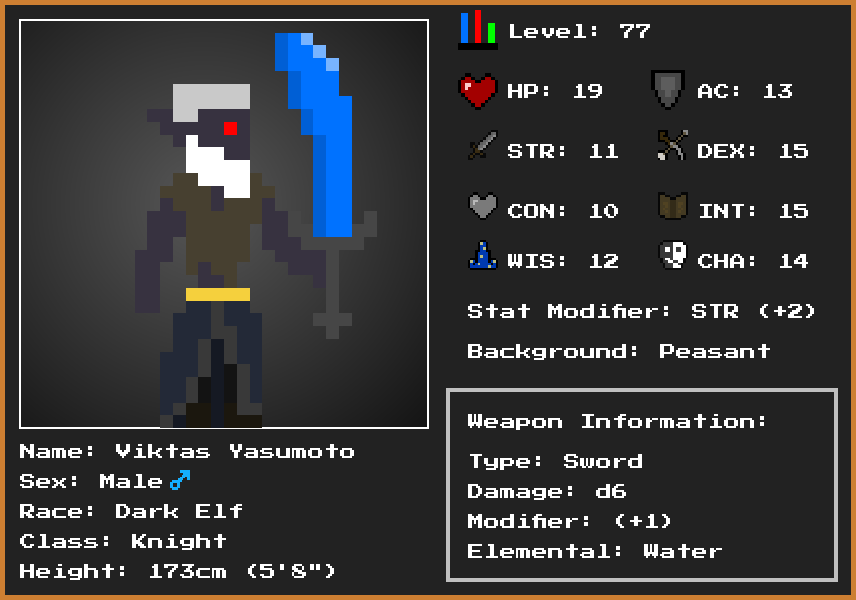 Level: 77
HP: 19 AC: 13
STR: 11 DEX: 15
CON: 10 INT: 15
WIS: 12 CHA: 14
Stat Modifier: STR (+2)
Background: Peasant
Weapon Information:
Type: Sword
Damage: d6
Modifier: (+1)
Elemental: Water
Name: Viktas Yasumoto
Sex: Male ♂
Race: Dark Elf
Class: Knight
Height: 173cm (5'8")